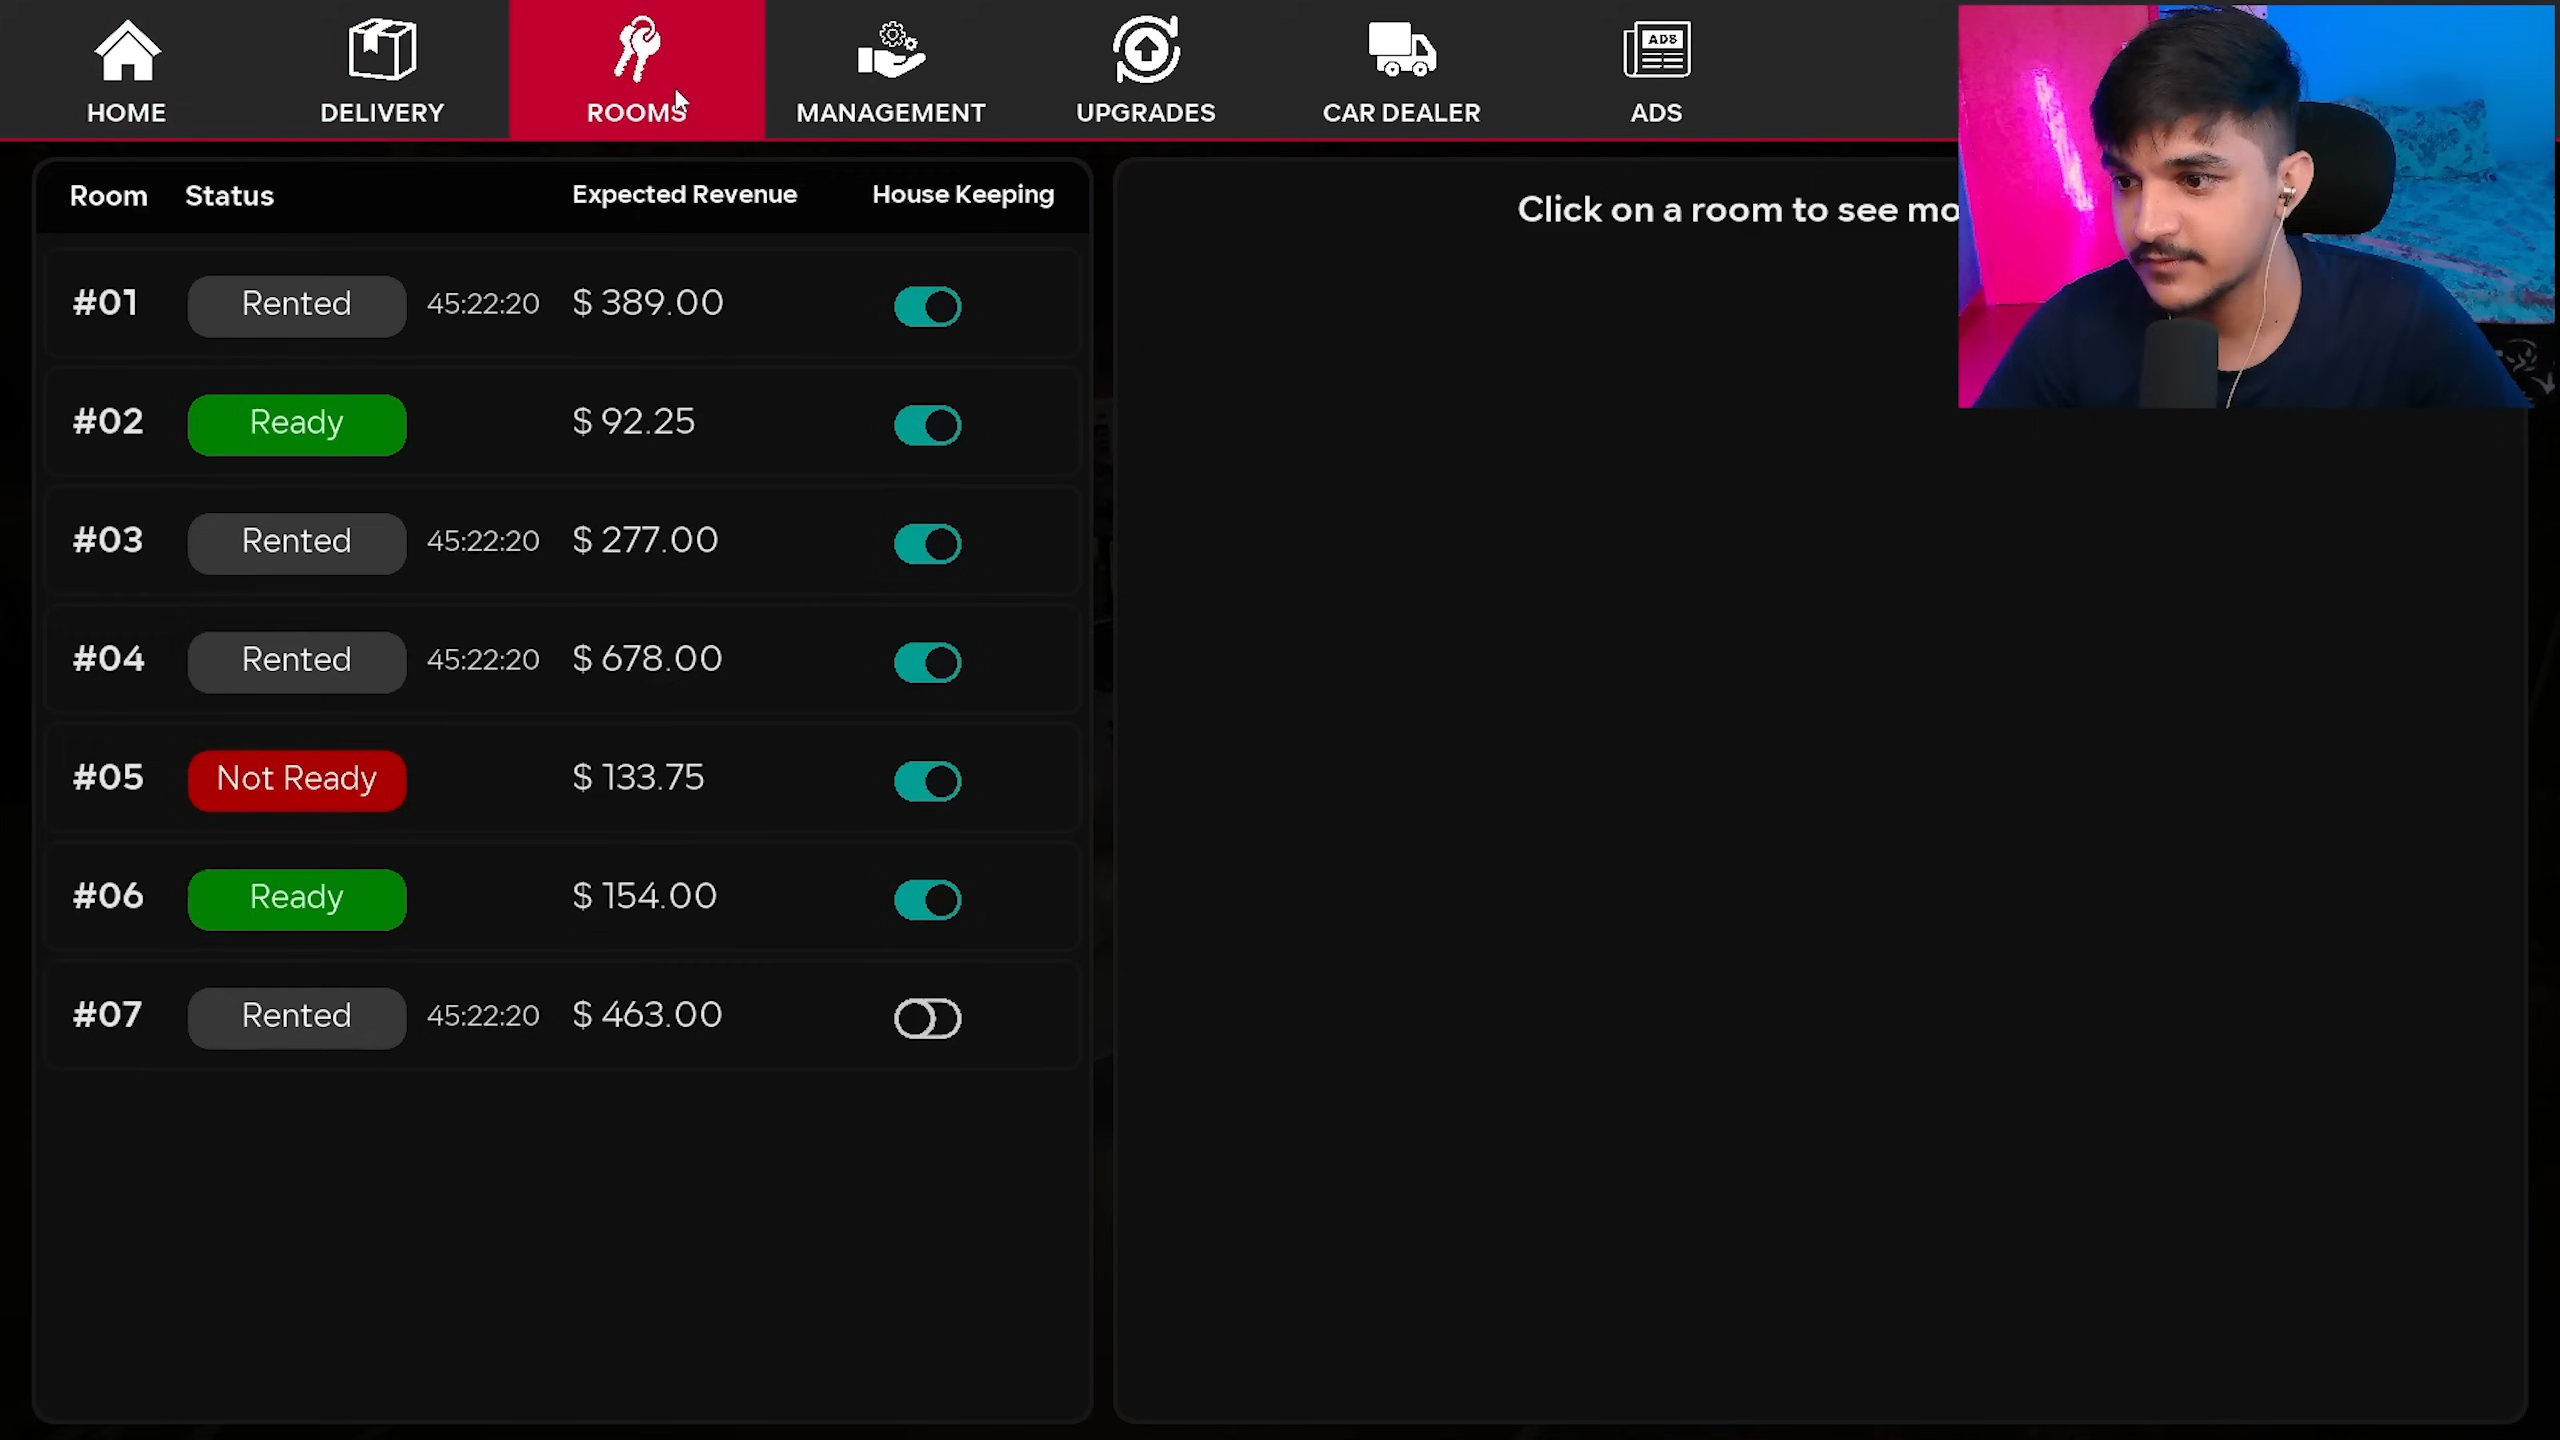 HOME DELIVERY ROOMS MANAGEMENT UPGRADES CAR DEALER ADS
ADS
Room Status Expected Revenue House Keeping
#01 Rented 45:22:20 $ 389.00
#02 Ready $ 92.25
#03 Rented 45:22:20 $ 277.00
#04 Rented 45:22:20 $ 678.00
#05 Not Ready $ 133.75
#06 Ready $ 154.00
#07 Rented 45:22:20 $ 463.00
Click on a room to see